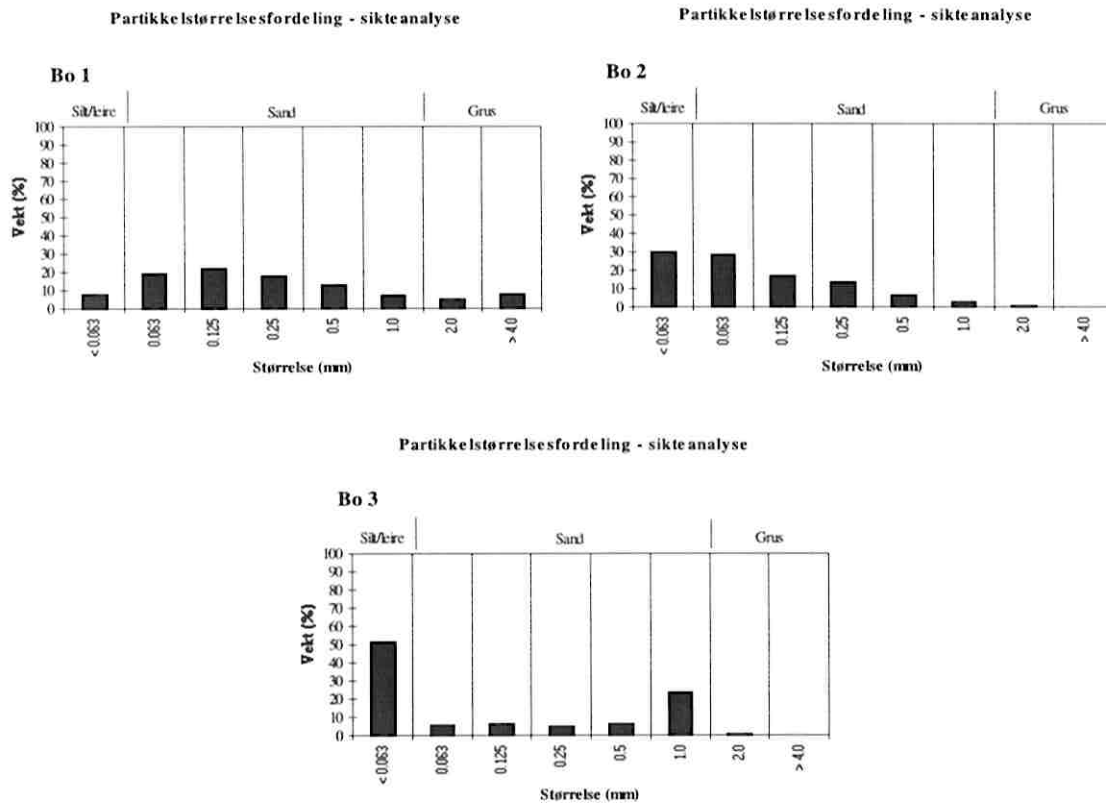 Partikkelstørrelsesfordeling - sikteanalyse
Bo 1
Silt/leire Sand Grus
100
90
80
70
60
50
40
30
20
10
0
Vekt (%)
< 0.063 0.063 0.125 0.25 0.5 1.0 2.0 > 4.0
Størrelse (mm)
Partikkelstørrelsesfordeling - sikteanalyse
Bo 2
Silt/leire Sand Grus
100
90
80
70
60
50
40
30
20
10
0
Vekt (%)
< 0.063 0.063 0.125 0.25 0.5 1.0 2.0 > 4.0
Størrelse (mm)
Partikkelstørrelsesfordeling - sikteanalyse
Bo 3
Silt/leire Sand Grus
100
90
80
70
60
50
40
30
20
10
0
Vekt (%)
< 0.063 0.063 0.125 0.25 0.5 1.0 2.0 > 4.0
Størrelse (mm)